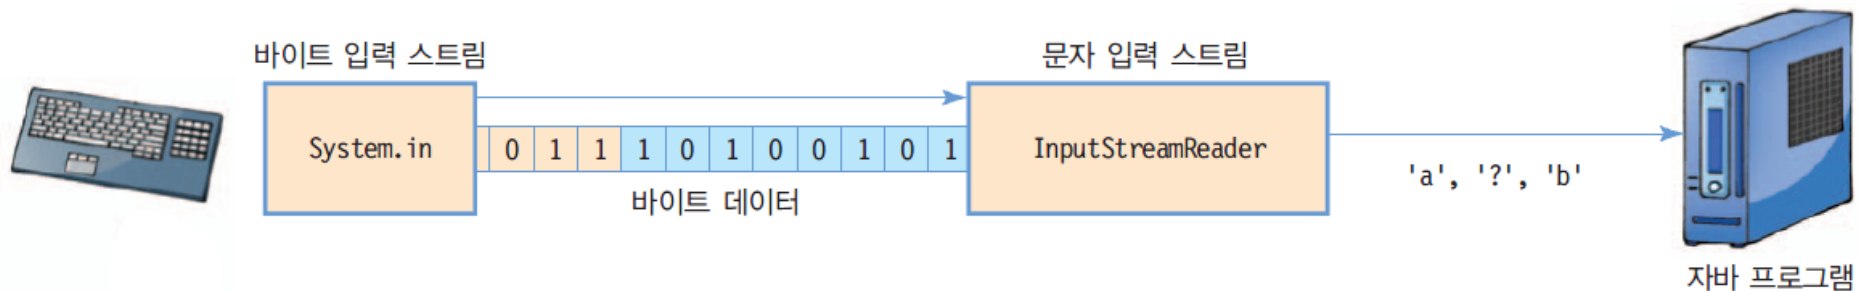 바이트 입력 스트림
문자 입력 스트림
System.in
0 1 1 1 0 1 0 0 1 0 1
InputStreamReader
바이트 데이터
'a', '?', 'b'
자바 프로그램